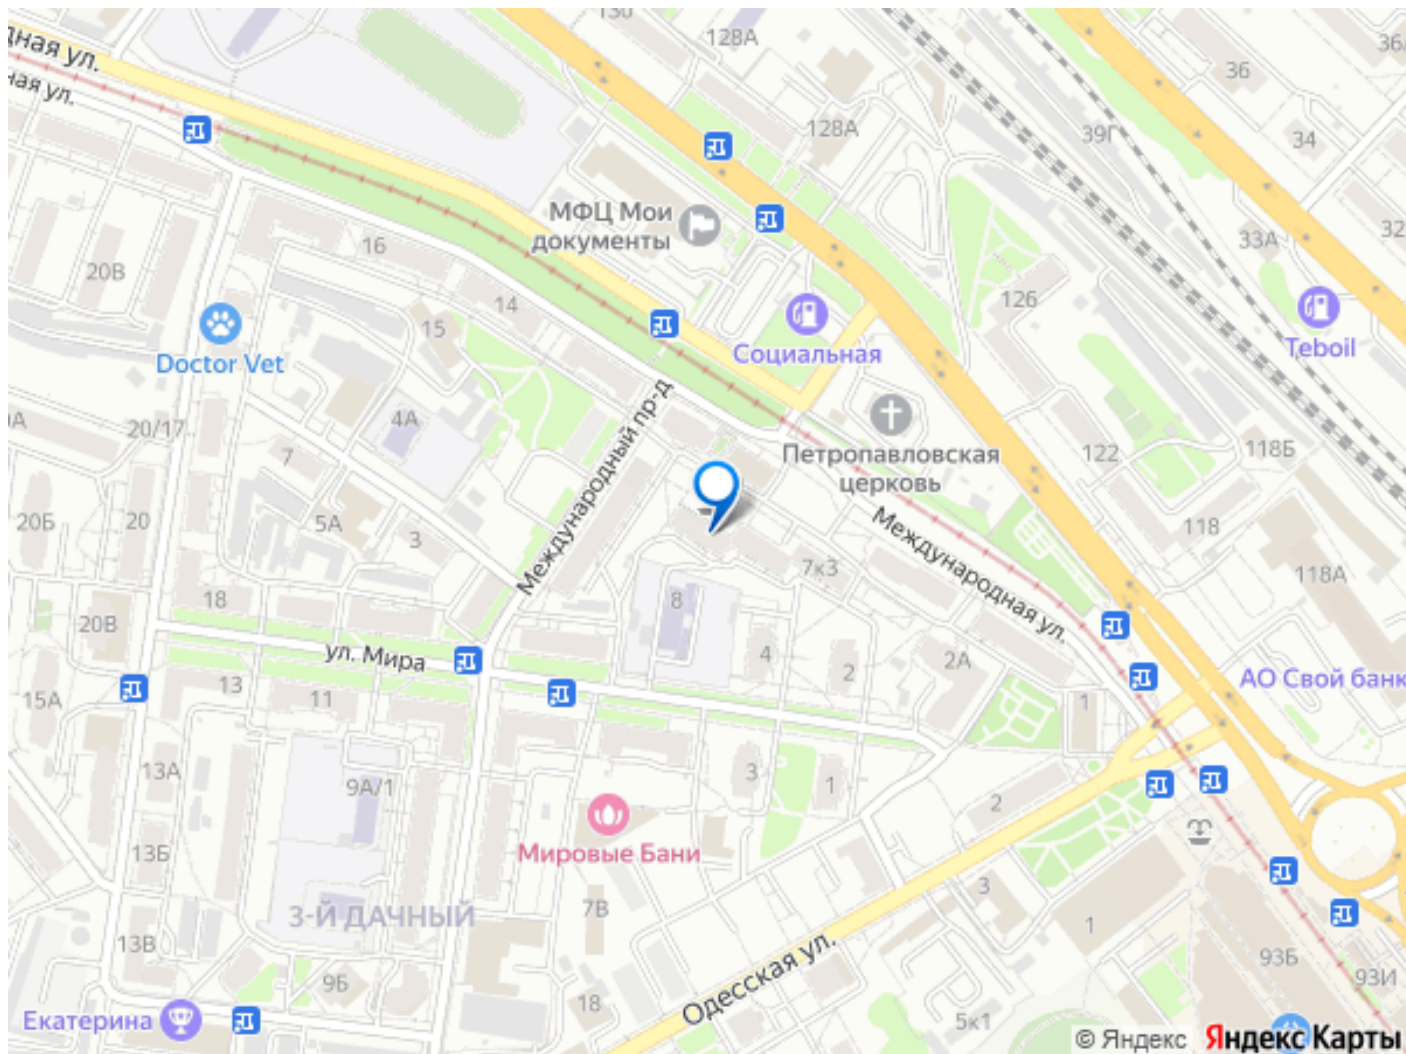 дная ул.
ная ул.
130
128А
128А
36
36
34
39Г
32
33А
МФЦ Мои
документы
16
20В
14
15
126
Doctor Vet
Социальная
Teboil
4А
20/17
7
Международный пр-д
Петропавловская
церковь
122
118Б
20Б
20
5А
3
7к3
Международная ул.
118
118А
18
20В
8
ул. Мира
4
2
2А
1
АО Свой банк
15А
13
11
13А
9А/1
3
1
2
Мировые Бани
13Б
3-Й ДАЧНЫЙ
7В
3
1
13В
9Б
18
Одесская ул.
93Б
93И
Екатерина
5к1
© Яндекс
Яндекс Карты